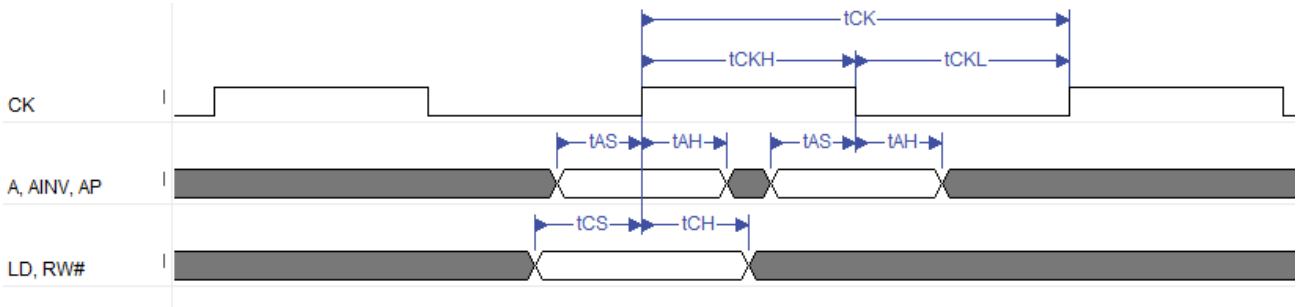 tCK
tCKH tCKL
CK
tAS tAH tAS tAH
A, AINV, AP
tCS tCH
LD, RW#